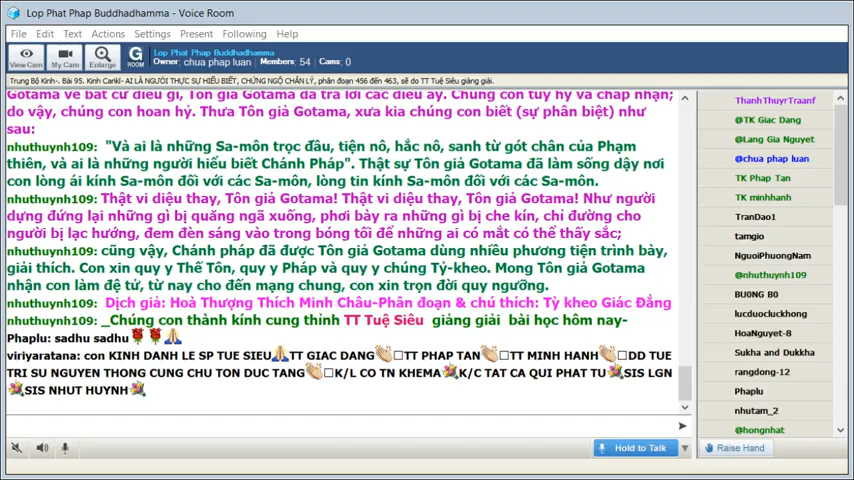 Lop Phat Phap Buddhadhamma - Voice Room
File Edit Text Actions Settings Present Following Help
View Cam My Cam Enlarge G ROOM
Lop Phat Phap Buddhadhamma
Owner: chua phap luan Members: 54 Cams: 0
Trung Bộ Kinh-. Bài 95. Kinh Cankī- AI LÀ NGƯỜI THỰC SỰ HIỂU BIẾT, CHỨNG NGỘ CHÂN LÝ, phân đoạn 456 đến 463, sẽ do TT Tuệ Siêu giảng giải.
Gotama về bất cứ điều gì, Tôn giả Gotama đã trả lời các điều ấy. Chúng con tùy hỷ và chấp nhận;
do vậy, chúng con hoan hỷ. Thưa Tôn giả Gotama, xưa kia chúng con biết (sự phân biệt) như
sau:
nhuthuynh109: "Và ai là những Sa-môn trọc đầu, tiện nô, hắc nô, sanh từ gót chân của Phạm
thiên, và ai là những người hiểu biết Chánh Pháp". Thật sự Tôn giả Gotama đã làm sống dậy nơi
con lòng ái kính Sa-môn đối với các Sa-môn, lòng tin kính Sa-môn đối với các Sa-môn.
nhuthuynh109: Thật vi diệu thay, Tôn giả Gotama! Thật vi diệu thay, Tôn giả Gotama! Như người
dựng đứng lại những gì bị quăng ngã xuống, phơi bày ra những gì bị che kín, chỉ đường cho
người bị lạc hướng, đem đèn sáng vào trong bóng tối để những ai có mắt có thể thấy sắc;
nhuthuynh109: cũng vậy, Chánh pháp đã được Tôn giả Gotama dùng nhiều phương tiện trình bày,
giải thích. Con xin quy y Thế Tôn, quy y Pháp và quy y chúng Tỷ-kheo. Mong Tôn giả Gotama
nhận con làm đệ tử, từ nay cho đến mạng chung, con xin trọn đời quy ngưỡng.
nhuthuynh109: Dịch giả: Hoà Thượng Thích Minh Châu-Phân đoạn & chú thích: Tỳ kheo Giác Đẳng
nhuthuynh109: _Chúng con thành kính cung thỉnh TT Tuệ Siêu giảng giải bài học hôm nay-
Phaplu: sadhu sadhu🌹🌹🙏
viriyaratana: con KINH DANH LE SP TUE SIEU🙏TT GIAC DANG👏□TT PHAP TAN👏□TT MINH HANH👏□DD TUE
TRI SU NGUYEN THONG CUNG CHU TON DUC TANG👏□K/L CO TN KHEMA💐K/C TAT CA QUI PHAT TU💐SIS LGN
💐SIS NHUT HUYNH💐
Hold to Talk
ThanhThuyrTraanf
@TK Giac Dang
@Lang Gia Nguyet
@chua phap luan
TK Phap Tan
TK minhhanh
TranDao1
tamgio
NguoiPhuongNam
@nhuthuynh109
BU0NG B0
lucduocluckhong
HoaNguyet-8
Sukha and Dukkha
rangdong-12
Phaplu
nhutam_2
@hongnhat
Raise Hand